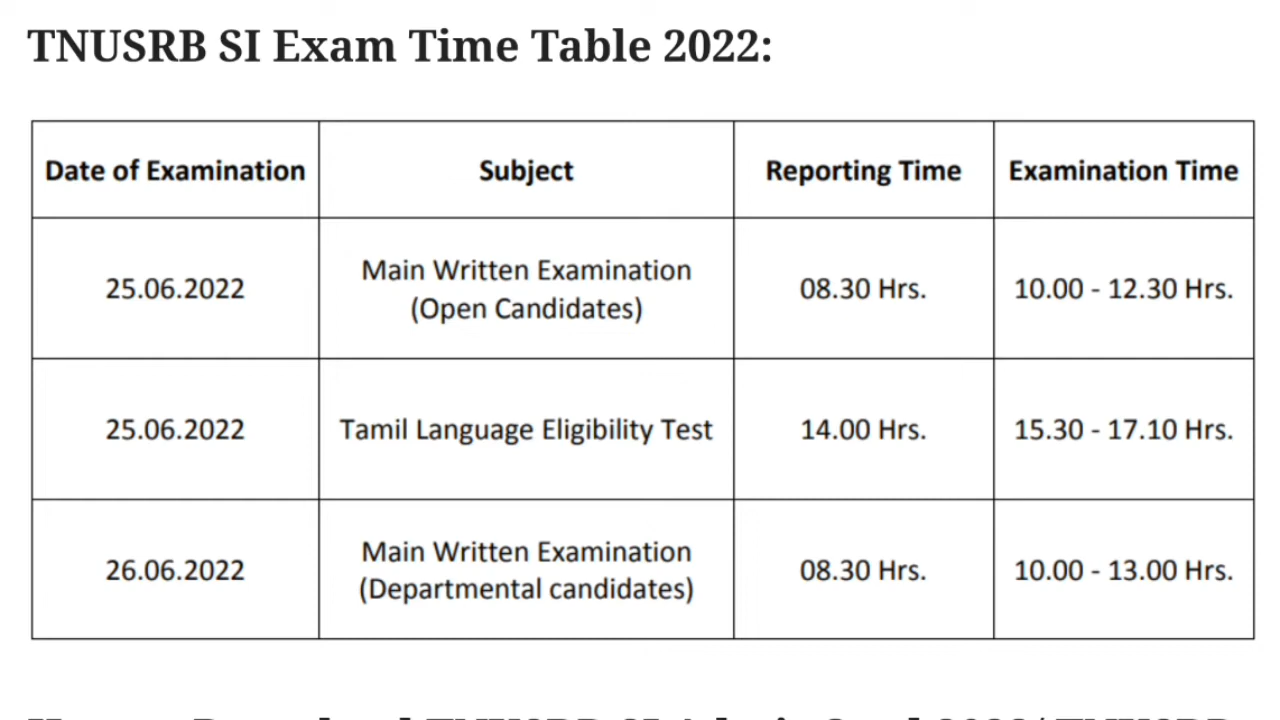 TNUSRB SI Exam Time Table 2022:
Date of Examination
Subject
Reporting Time
Examination Time
25.06.2022
Main Written Examination
(Open Candidates)
08.30 Hrs.
10.00 - 12.30 Hrs.
25.06.2022
Tamil Language Eligibility Test
14.00 Hrs.
15.30 - 17.10 Hrs.
26.06.2022
Main Written Examination
(Departmental candidates)
08.30 Hrs.
10.00 - 13.00 Hrs.